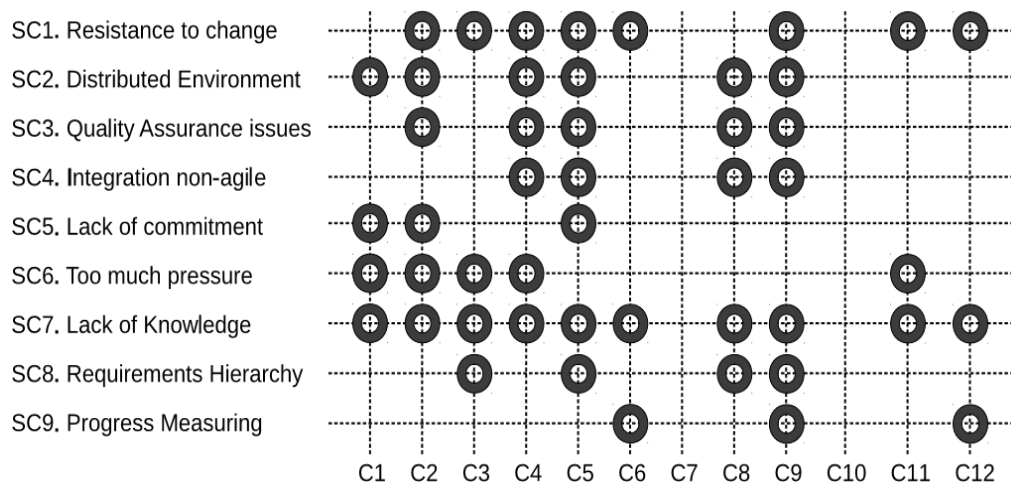 SC1. Resistance to change
SC2. Distributed Environment
SC3. Quality Assurance issues
SC4. Integration non-agile
SC5. Lack of commitment
SC6. Too much pressure
SC7. Lack of Knowledge
SC8. Requirements Hierarchy
SC9. Progress Measuring
C1 C2 C3 C4 C5 C6 C7 C8 C9 C10 C11 C12